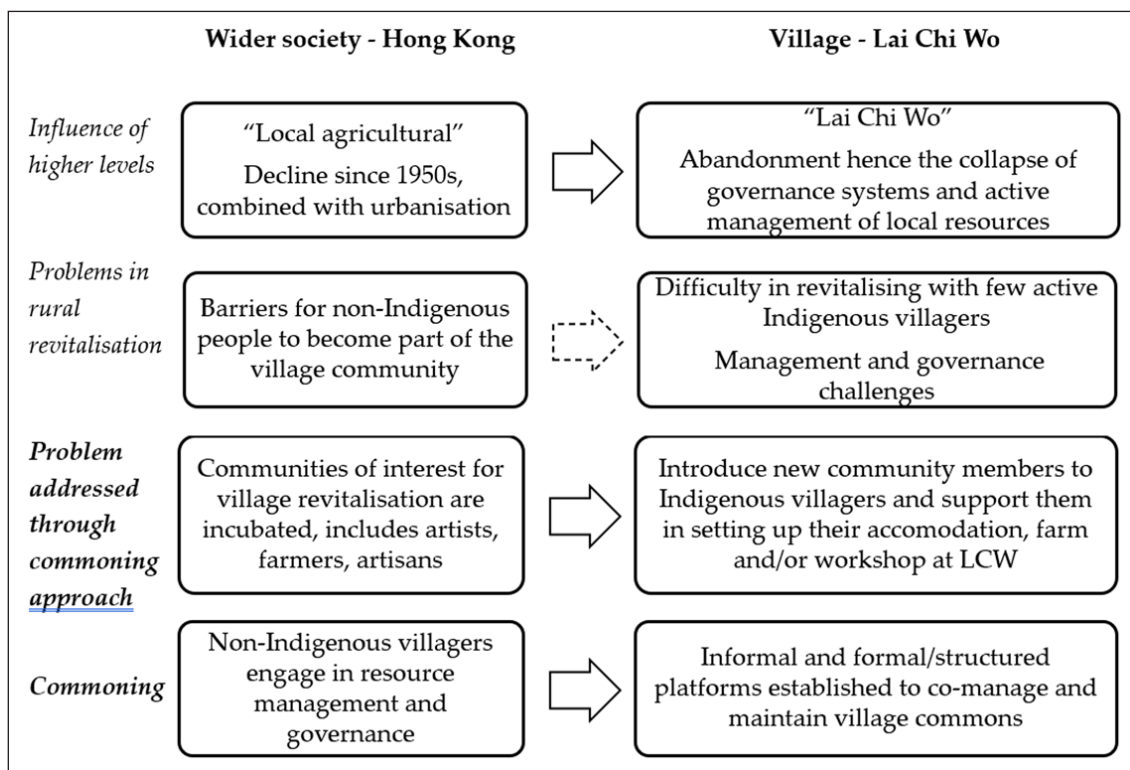 Wider society - Hong Kong
Village - Lai Chi Wo
Influence of
higher levels
“Local agricultural”
Decline since 1950s,
combined with urbanisation
“Lai Chi Wo”
Abandonment hence the collapse of
governance systems and active
management of local resources
Problems in
rural
revitalisation
Barriers for non-Indigenous
people to become part of the
village community
Difficulty in revitalising with few active
Indigenous villagers
Management and governance
challenges
Problem
addressed
through
commoning
approach
Communities of interest for
village revitalisation are
incubated, includes artists,
farmers, artisans
Introduce new community members to
Indigenous villagers and support them
in setting up their accomodation, farm
and/or workshop at LCW
Commoning
Non-Indigenous villagers
engage in resource
management and
governance
Informal and formal/structured
platforms established to co-manage and
maintain village commons